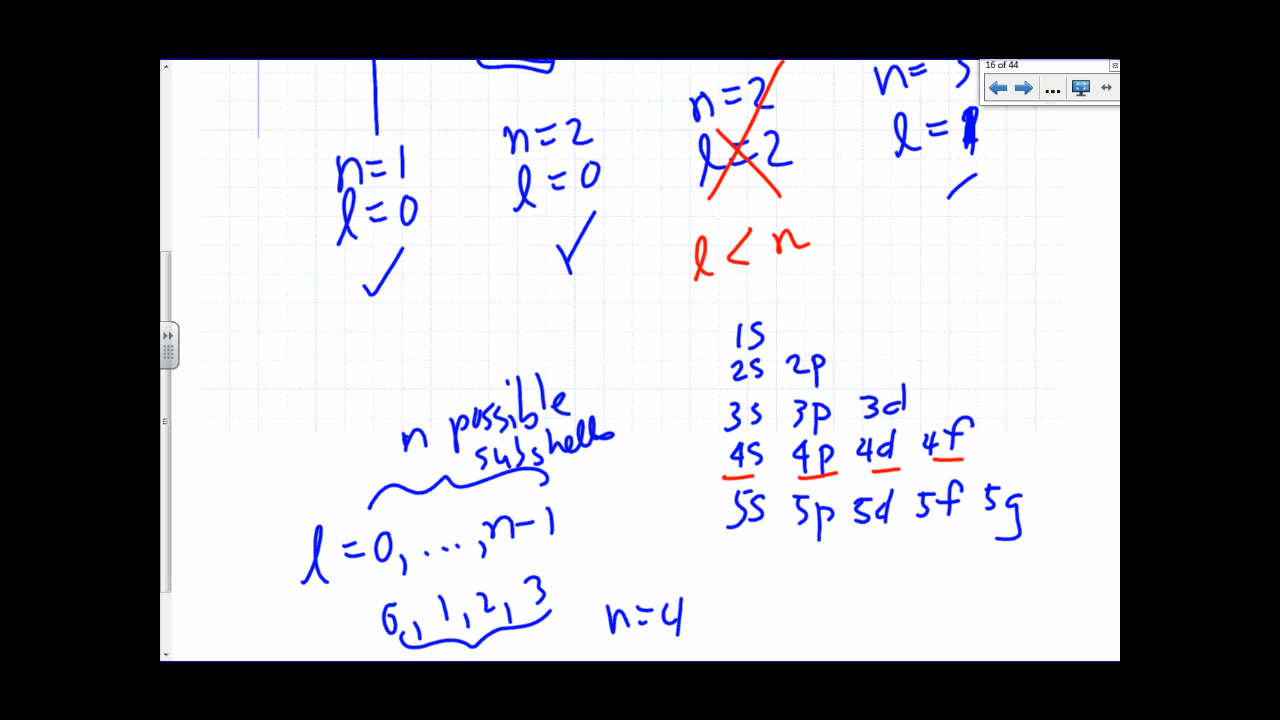 16 of 44
...
n=1
l=0
n=2
l=0
n=2
l=2
l < n
n=
l=1
1s
2s 2p
3s 3p 3d
4s 4p 4d 4f
5s 5p 5d 5f 5g
n possible
subshells
l=0,...,n-1
0,1,2,3
n=4